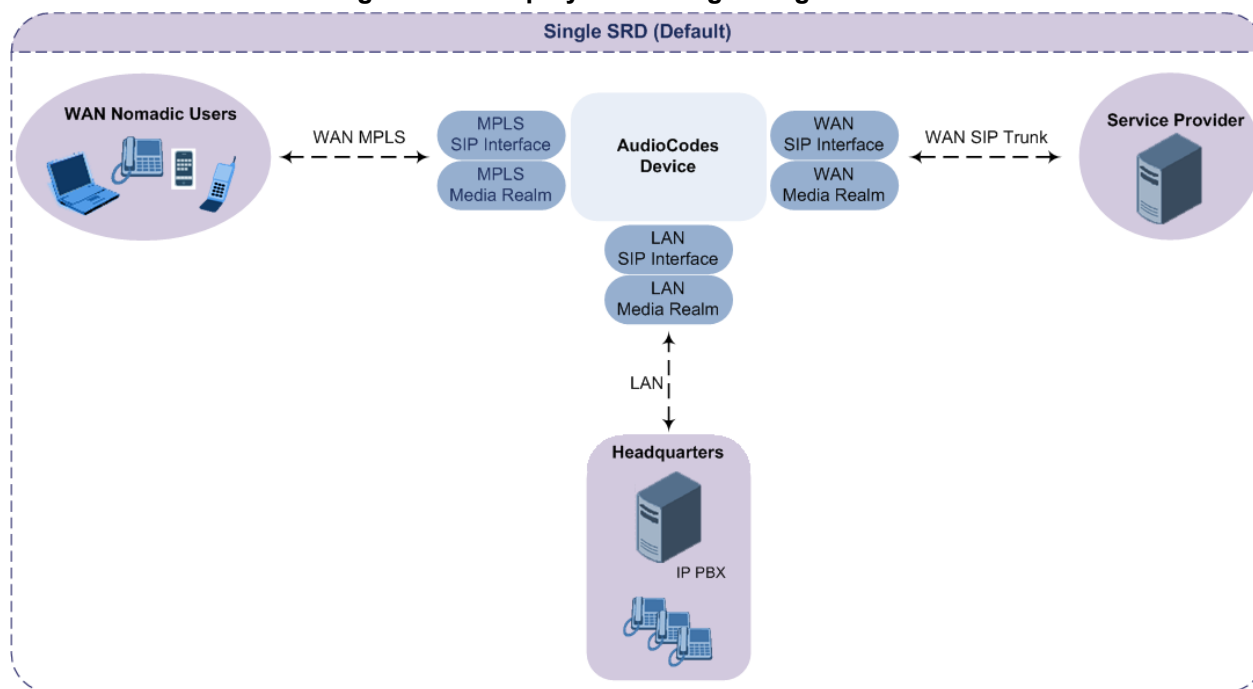 Single SRD (Default)
WAN Nomadic Users
WAN MPLS
MPLS
SIP Interface
MPLS
Media Realm
AudioCodes
Device
WAN
SIP Interface
WAN
Media Realm
WAN SIP Trunk
Service Provider
LAN
SIP Interface
LAN
Media Realm
LAN
Headquarters
IP PBX